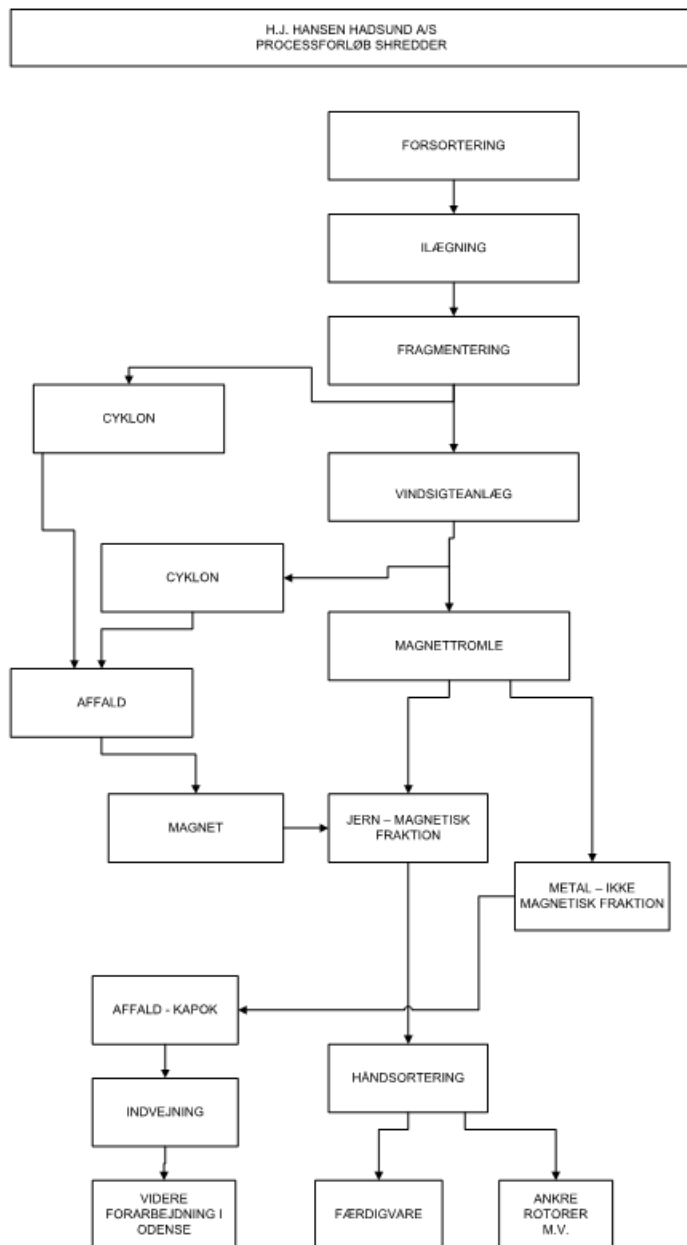 H.J. HANSEN HADSUND A/S
PROCESSFORLØB SHREDDER
FORSORTERING
ILÆGNING
FRAGMENTERING
CYKLON
VINDSIGTEANLÆG
CYKLON
MAGNETTROMLE
AFFALD
MAGNET
JERN – MAGNETISK
FRAKTION
METAL – IKKE
MAGNETISK FRAKTION
AFFALD - KAPOK
HÅNDSORTERING
INDVEJNING
VIDERE
FORARBEJDNING I
ODENSE
FÆRDIGVARE
ANKRE
ROTORER
M.V.